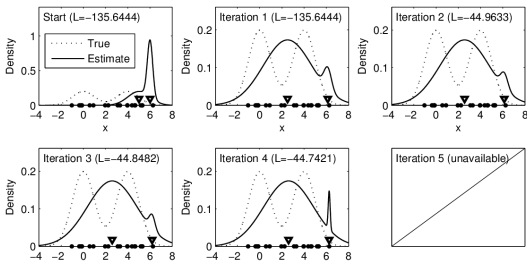 Start (L=−135.6444)
Iteration 1 (L=−135.6444)
Iteration 2 (L=−44.9633)
Density
1
0.5
0
True
Estimate
−4 −2 0 2 4 6 8
x
Density
0.2
0.1
0
−4 −2 0 2 4 6 8
x
Density
0.2
0.1
0
−4 −2 0 2 4 6 8
x
Iteration 3 (L=−44.8482)
Iteration 4 (L=−44.7421)
Iteration 5 (unavailable)
Density
0.2
0.1
0
−4 −2 0 2 4 6 8
Density
0.2
0.1
0
−4 −2 0 2 4 6 8